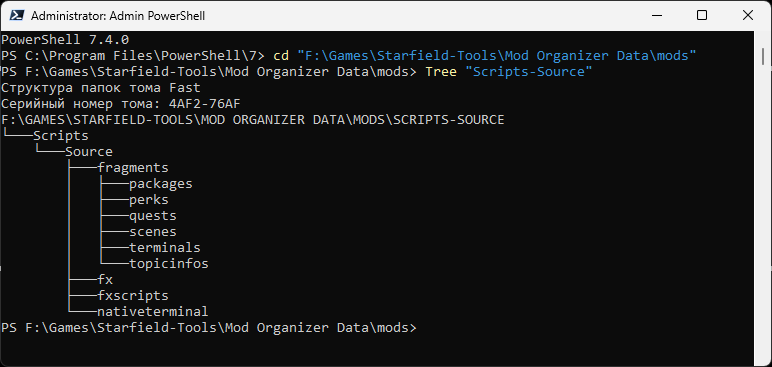 Administrator: Admin PowerShell
PowerShell 7.4.0
PS C:\Program Files\PowerShell\7> cd "F:\Games\Starfield-Tools\Mod Organizer Data\mods"
PS F:\Games\Starfield-Tools\Mod Organizer Data\mods> Tree "Scripts-Source"
Структура папок тома Fast
Серийный номер тома: 4AF2-76AF
F:\GAMES\STARFIELD-TOOLS\MOD ORGANIZER DATA\MODS\SCRIPTS-SOURCE
└───Scripts
    └───Source
        ├───fragments
        │   ├───packages
        │   ├───perks
        │   ├───quests
        │   ├───scenes
        │   ├───terminals
        │   └───topicinfos
        ├───fx
        ├───fxscripts
        └───nativeterminal
PS F:\Games\Starfield-Tools\Mod Organizer Data\mods>